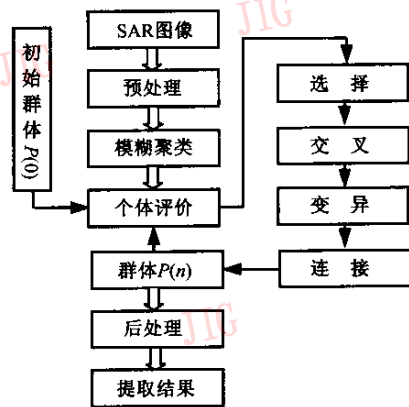 SAR图像
预处理
模糊聚类
个体评价
群体P(n)
后处理
提取结果
初始群体P(0)
选 择
交 叉
变 异
连 接
JIG
JIG
JIG